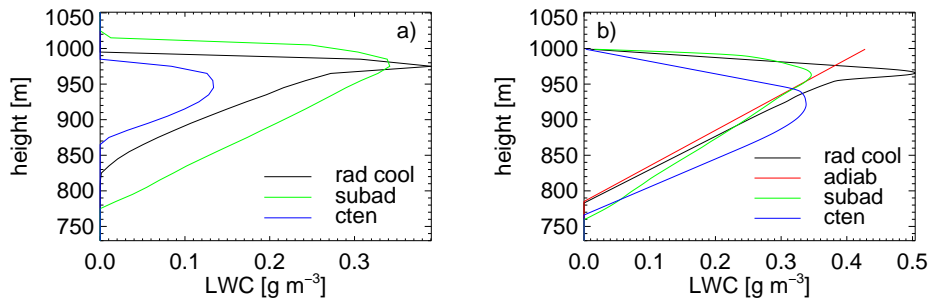 a)
1050
1000
950
900
850
800
750
height [m]
rad cool
subad
cten
0.0 0.1 0.2 0.3
LWC [g m⁻³]
b)
1050
1000
950
900
850
800
750
height [m]
rad cool
adiab
subad
cten
0.0 0.1 0.2 0.3 0.4 0.5
LWC [g m⁻³]